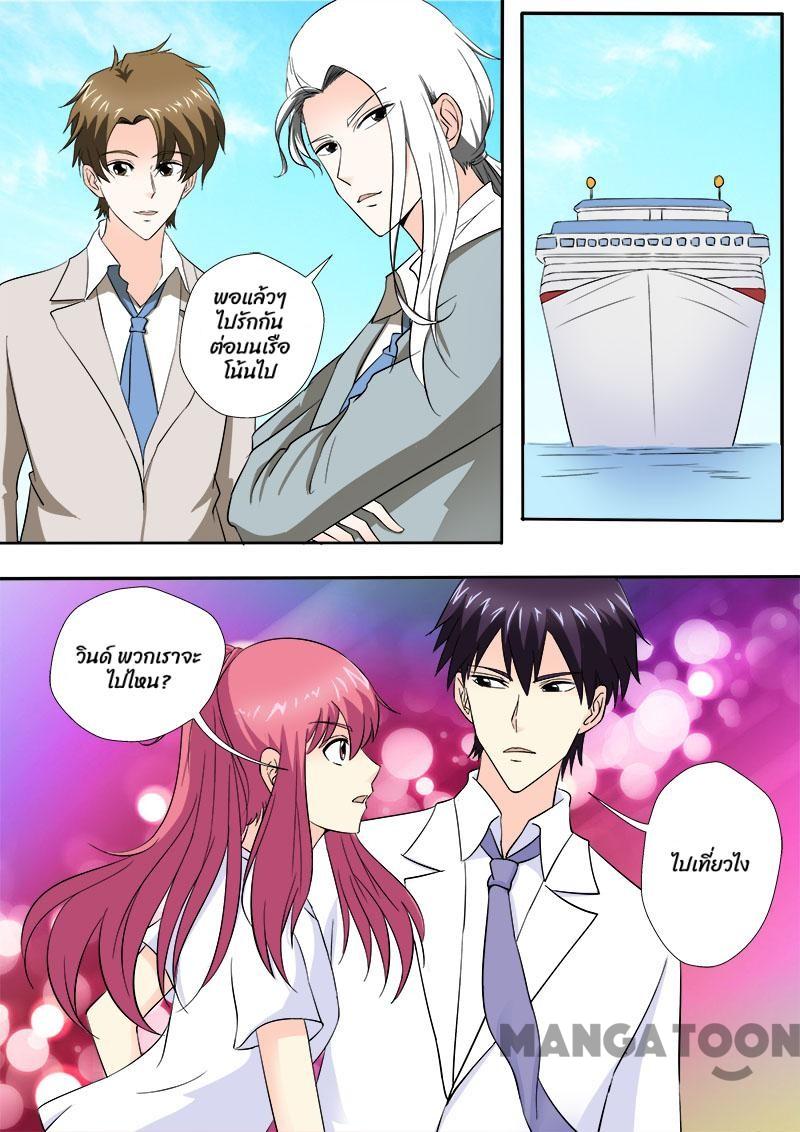 พอแล้วๆ
ไปรักกัน
ต่อบนเรือ
โน้นไป
วินด์ พวกเราจะ
ไปไหน?
ไปเที่ยวไง
MANGATOON